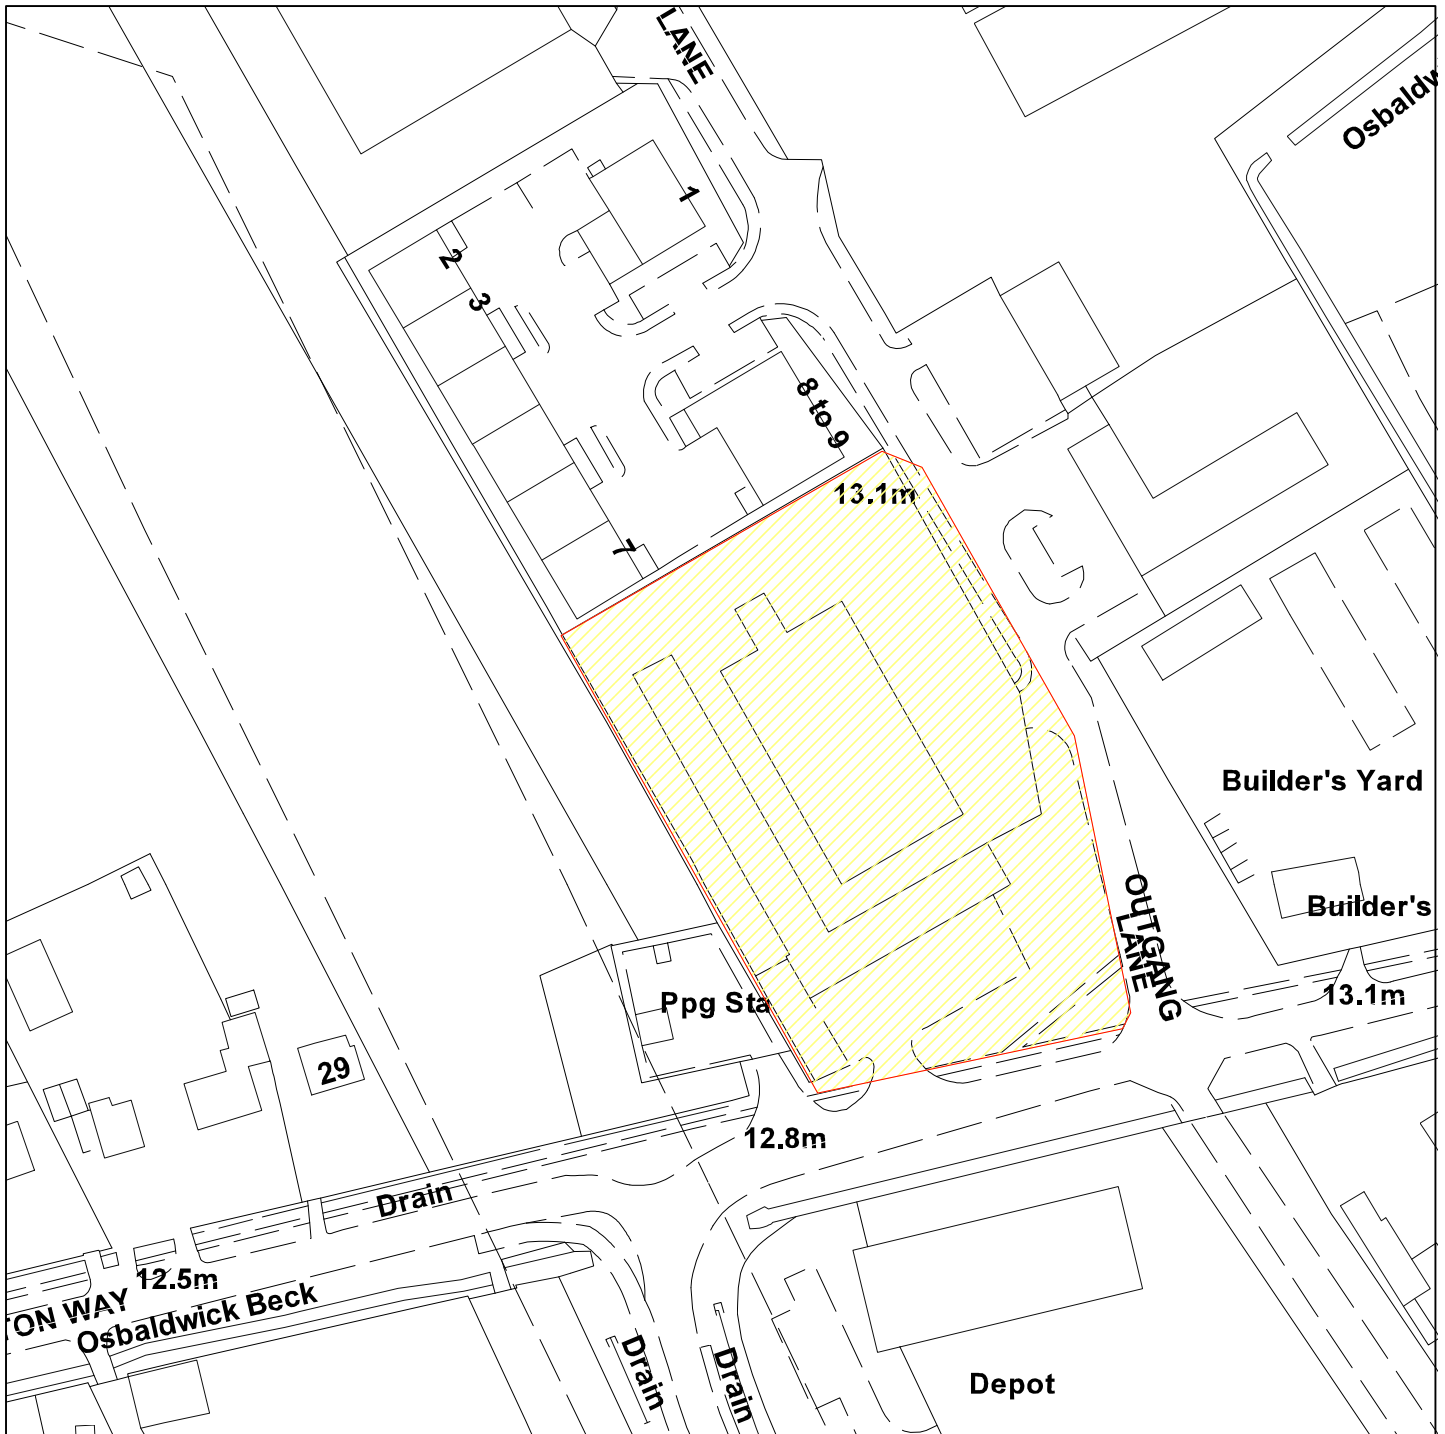 LANE
Osbaldw
1
2
3
8 to 9
13.1m
7
Builder's Yard
OUTGANG
LANE
Builder's
Ppg Sta
13.1m
29
12.8m
Drain
12.5m
TON WAY
Osbaldwick Beck
Drain
Drain
Depot